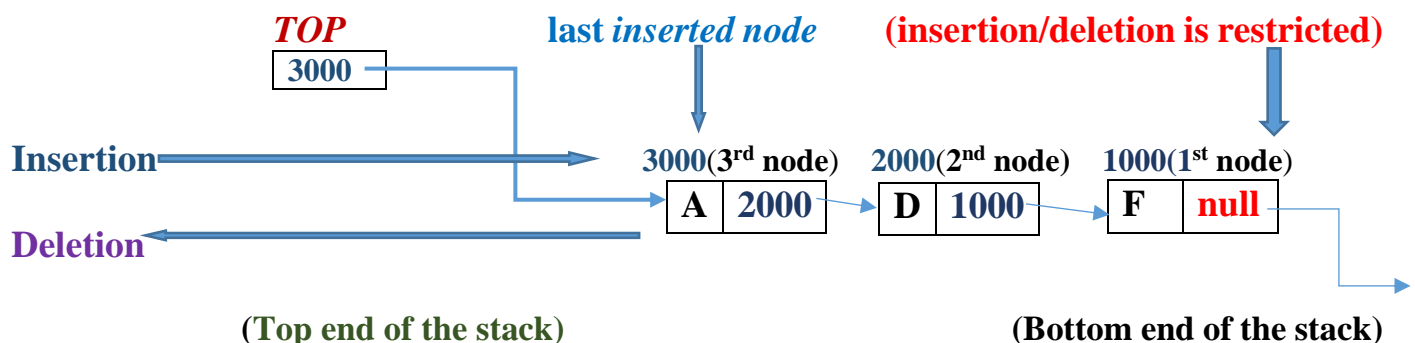 TOP last inserted node (insertion/deletion is restricted)
3000
Insertion 3000(3rd node) 2000(2nd node) 1000(1st node)
A 2000 D 1000 F null
Deletion
(Top end of the stack) (Bottom end of the stack)